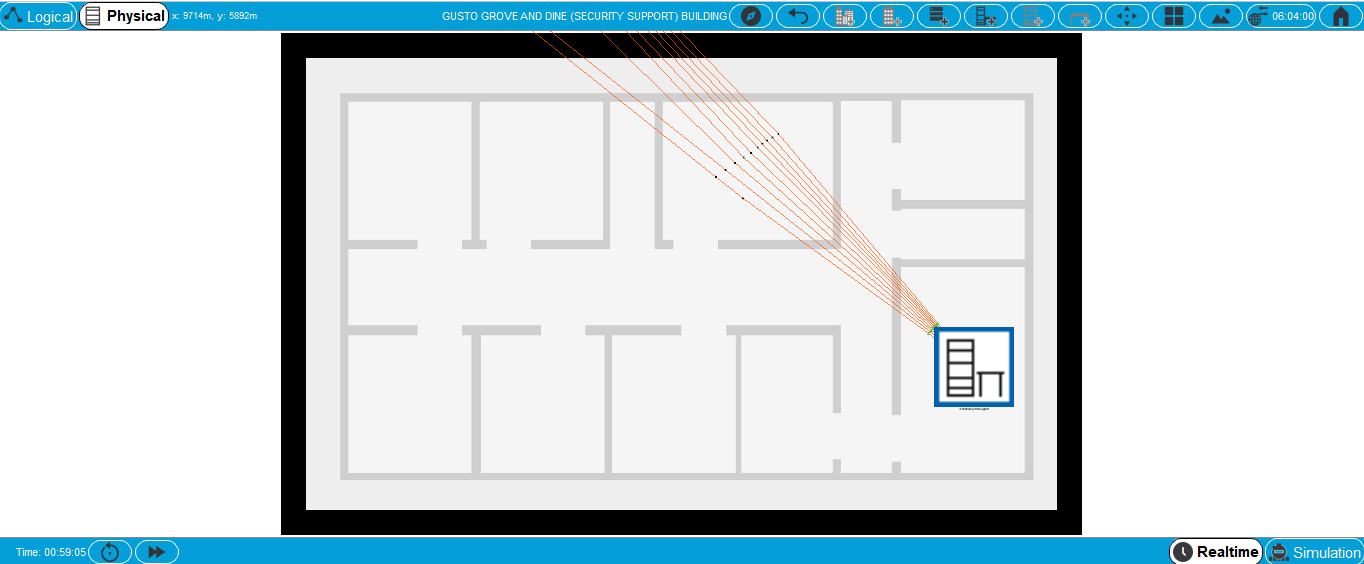 Logical
Physical
x: 9714m, y: 5892m
GUSTO GROVE AND DINE (SECURITY SUPPORT) BUILDING
06:04:00
Time: 00:59:05
Realtime
Simulation